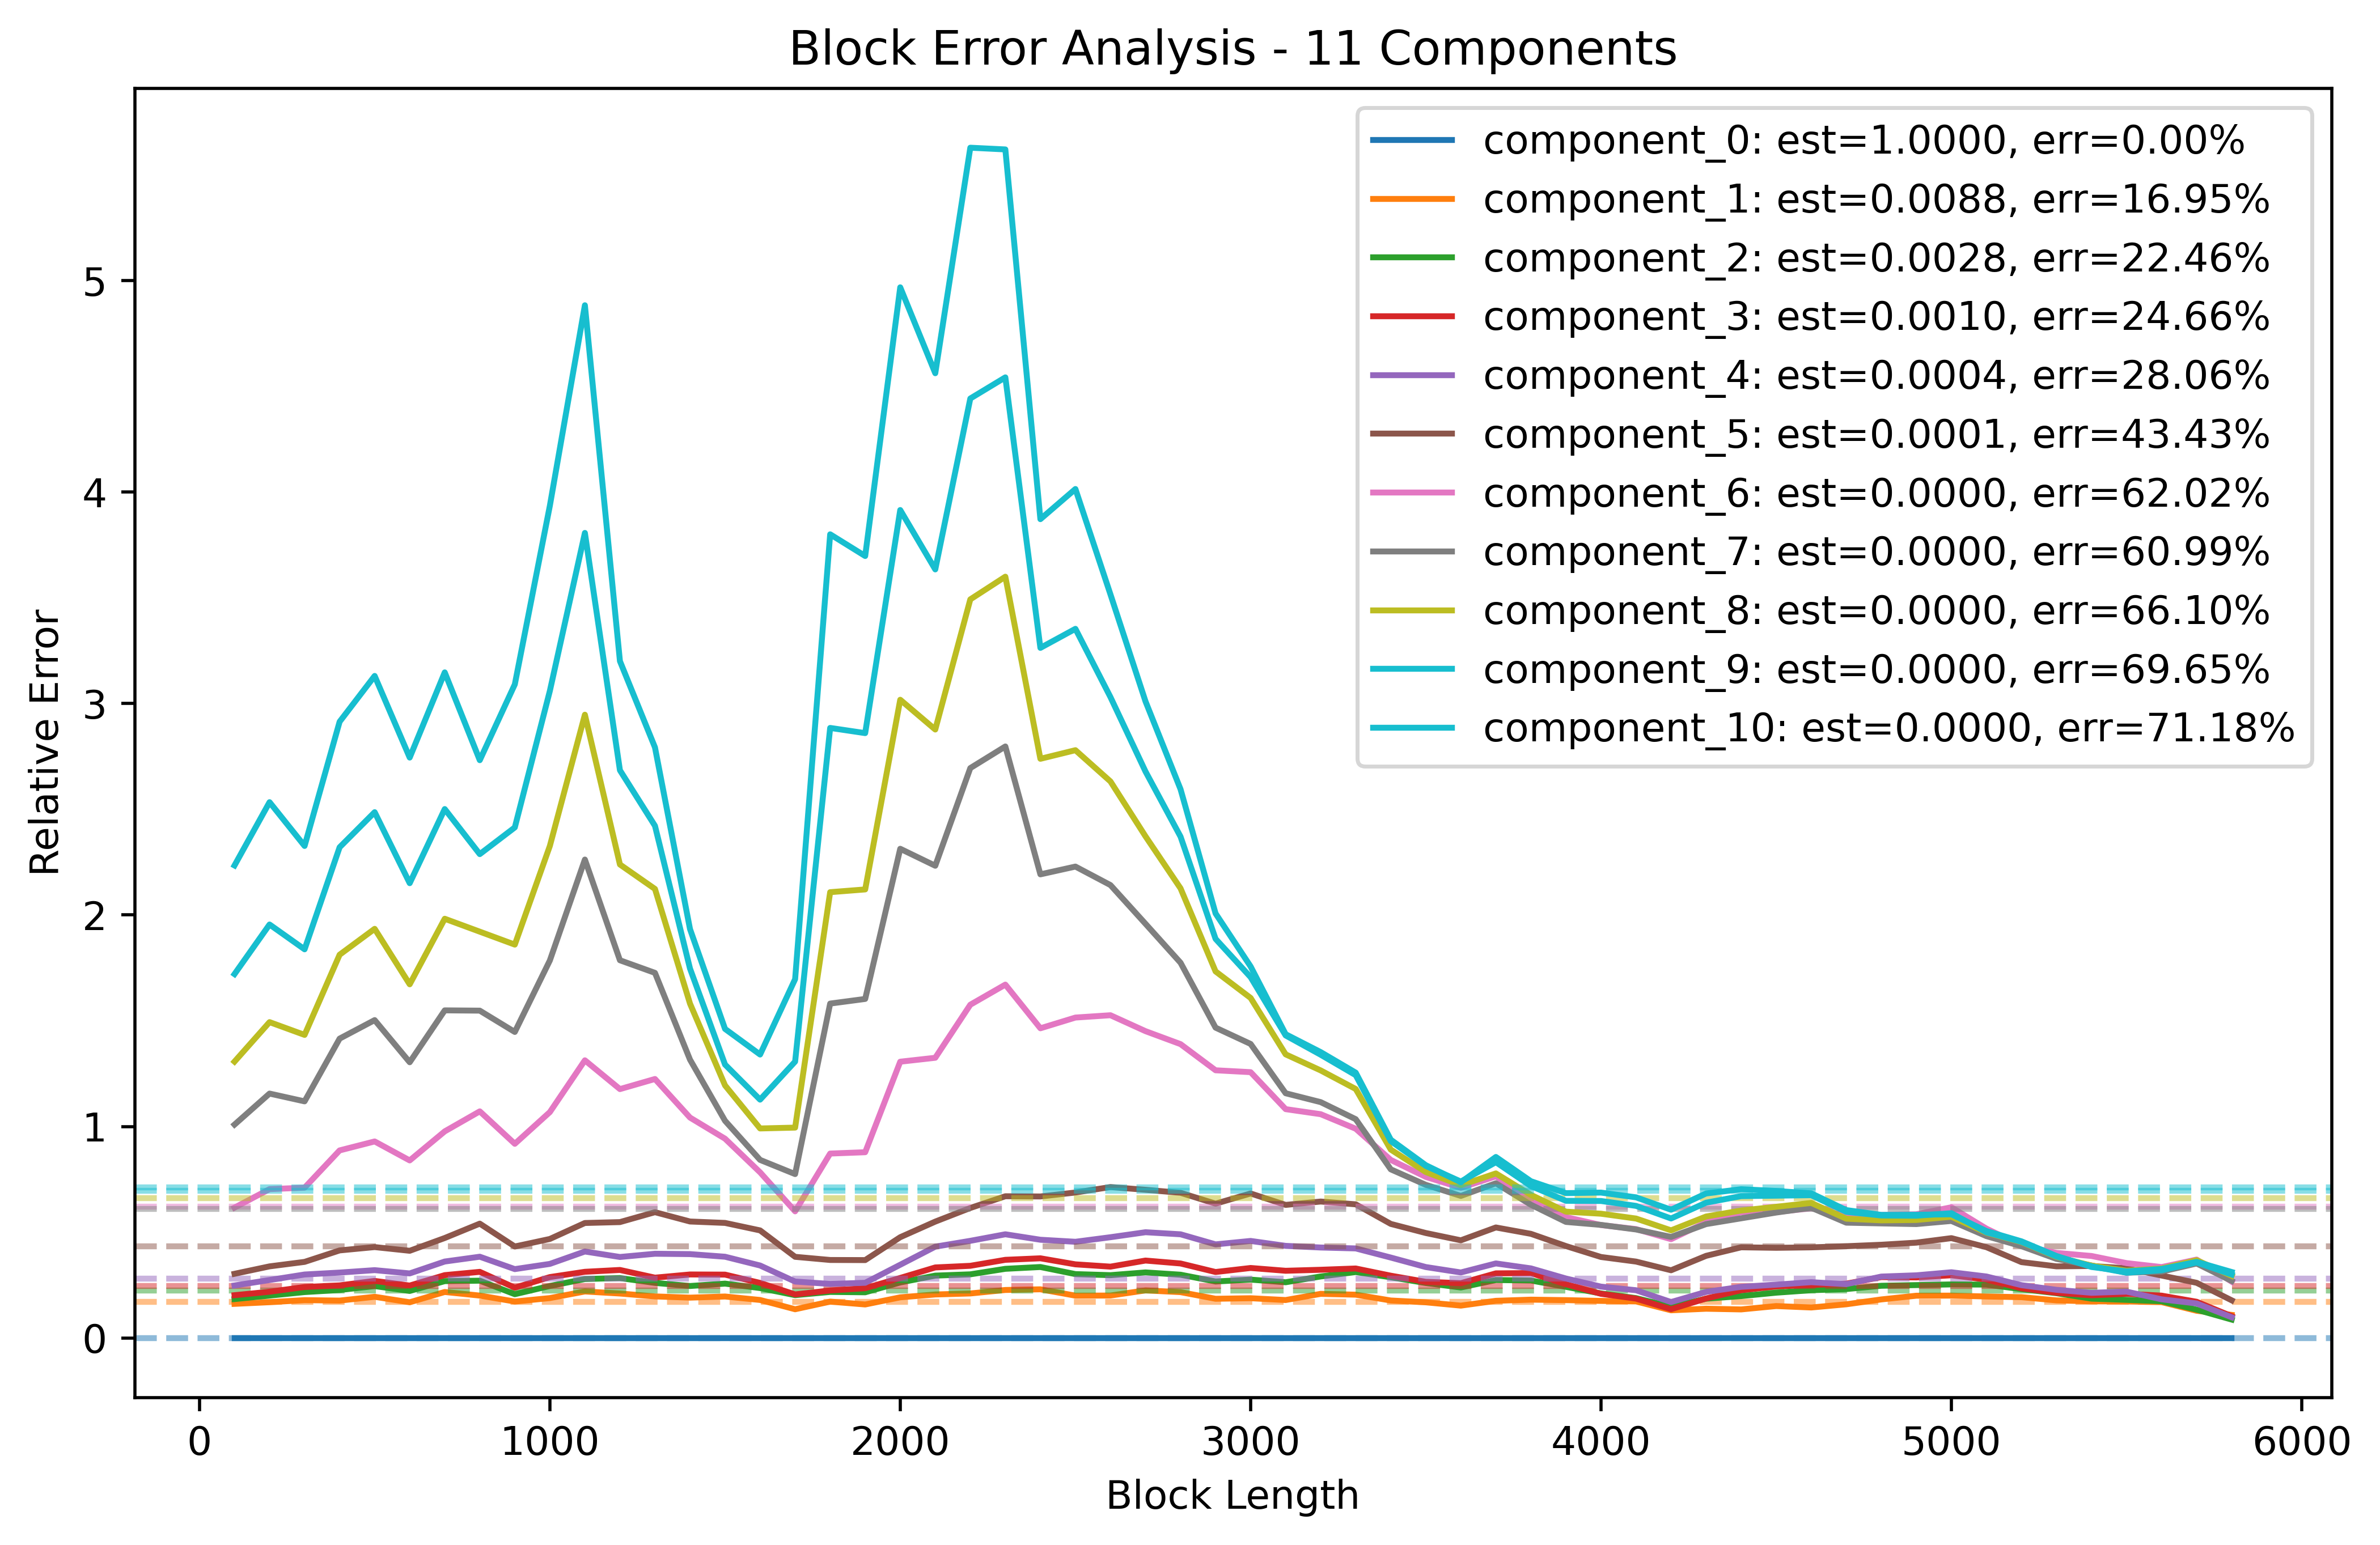 Block Error Analysis - 11 Components
component_0: est=1.0000, err=0.00%
component_1: est=0.0088, err=16.95%
component_2: est=0.0028, err=22.46%
component_3: est=0.0010, err=24.66%
component_4: est=0.0004, err=28.06%
component_5: est=0.0001, err=43.43%
component_6: est=0.0000, err=62.02%
component_7: est=0.0000, err=60.99%
component_8: est=0.0000, err=66.10%
component_9: est=0.0000, err=69.65%
component_10: est=0.0000, err=71.18%
Relative Error
5
4
3
2
1
0
0 1000 2000 3000 4000 5000 6000
Block Length